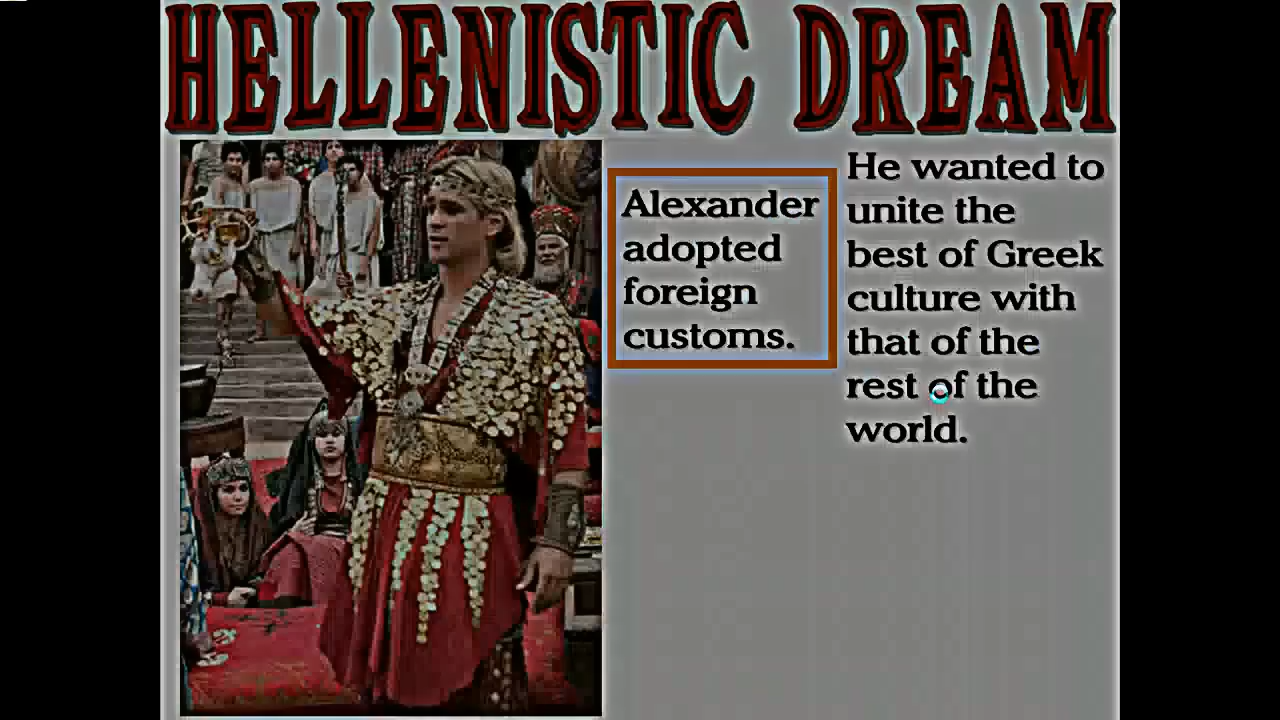 HELLENISTIC DREAM
Alexander
adopted
foreign
customs.
He wanted to
unite the
best of Greek
culture with
that of the
rest of the
world.